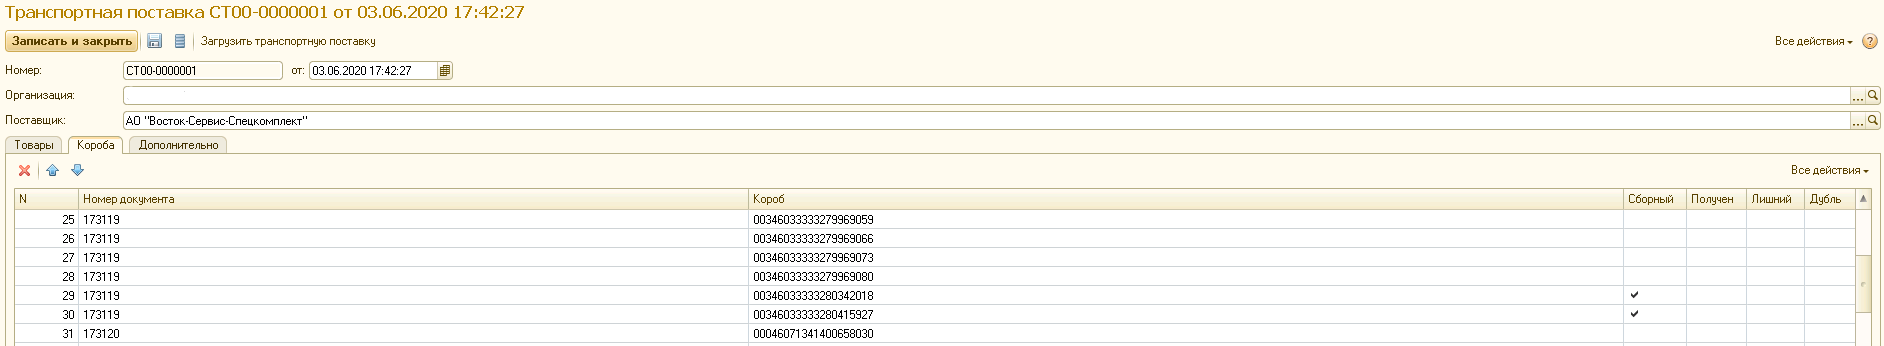 Транспортная поставка СТ00-0000001 от 03.06.2020 17:42:27
Записать и закрыть Загрузить транспортную поставку Все действия ?
Номер: СТ00-0000001 от: 03.06.2020 17:42:27
Организация: ...
Поставщик: АО "Восток-Сервис-Спецкомплект" ...
Товары Короба Дополнительно
Все действия
N Номер документа Короб Сборный Получен Лишний Дубль
25 173119 00346033333279969059
26 173119 00346033333279969066
27 173119 00346033333279969073
28 173119 00346033333279969080
29 173119 00346033333280342018
30 173119 00346033333280415927
31 173120 00046071341400658030